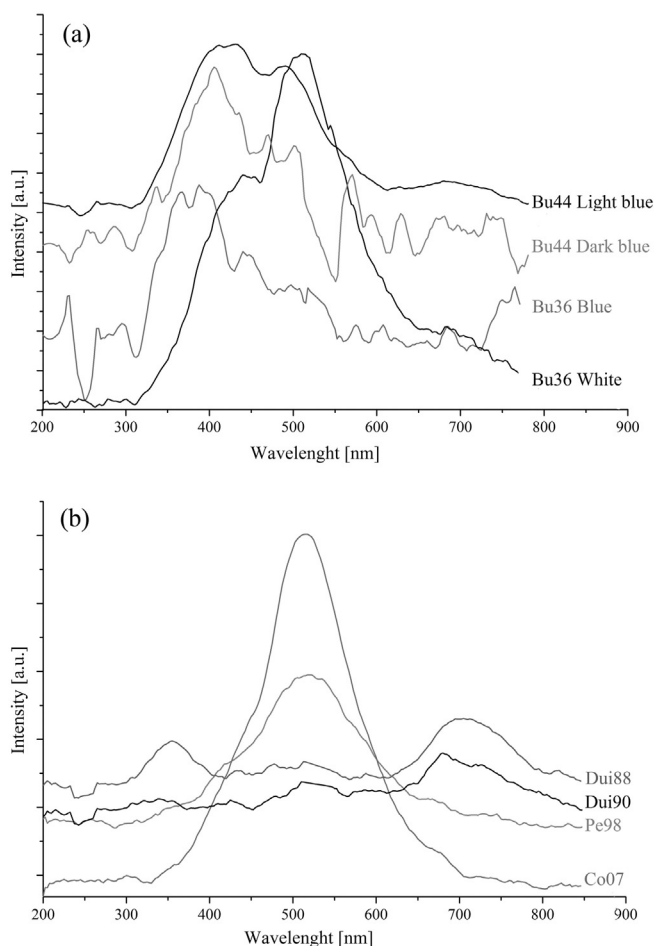 (a)
Intensity [a.u.]
Bu44 Light blue
Bu44 Dark blue
Bu36 Blue
Bu36 White
200 300 400 500 600 700 800 900
Wavelenght [nm]
(b)
Intensity [a.u.]
Dui88
Dui90
Pe98
Co07
200 300 400 500 600 700 800 900
Wavelenght [nm]